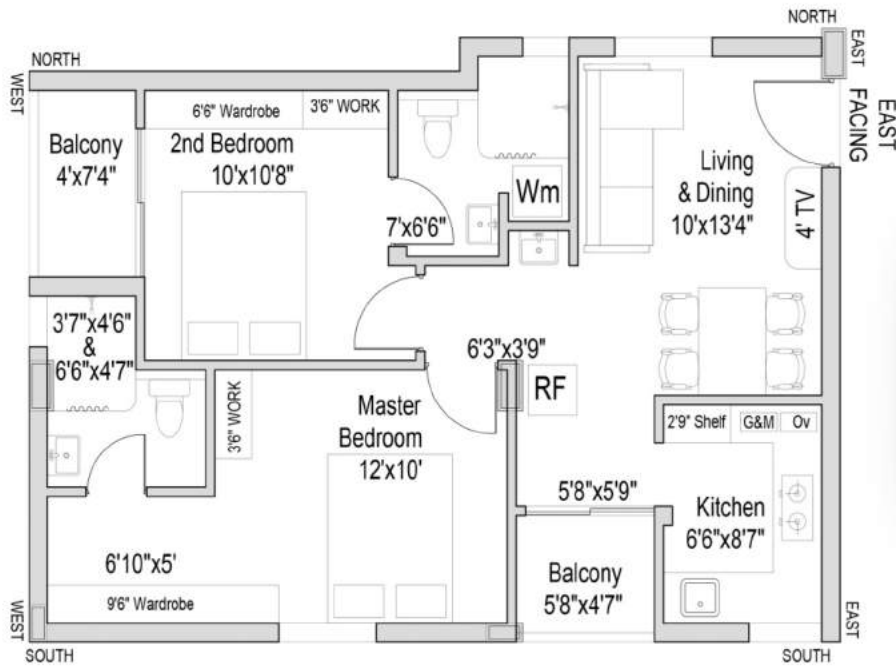 NORTH
EAST
EAST
FACING
NORTH
WEST
6'6" Wardrobe
3'6" WORK
Balcony
4'x7'4"
2nd Bedroom
10'x10'8"
Living
& Dining
10'x13'4"
Wm
4' TV
7'x6'6"
3'7"x4'6"
&
6'6"x4'7"
6'3"x3'9"
RF
3'6" WORK
Master
Bedroom
12'x10'
2'9" Shelf
G&M
Ov
5'8"x5'9"
Kitchen
6'6"x8'7"
6'10"x5'
Balcony
5'8"x4'7"
9'6" Wardrobe
WEST
EAST
SOUTH
SOUTH